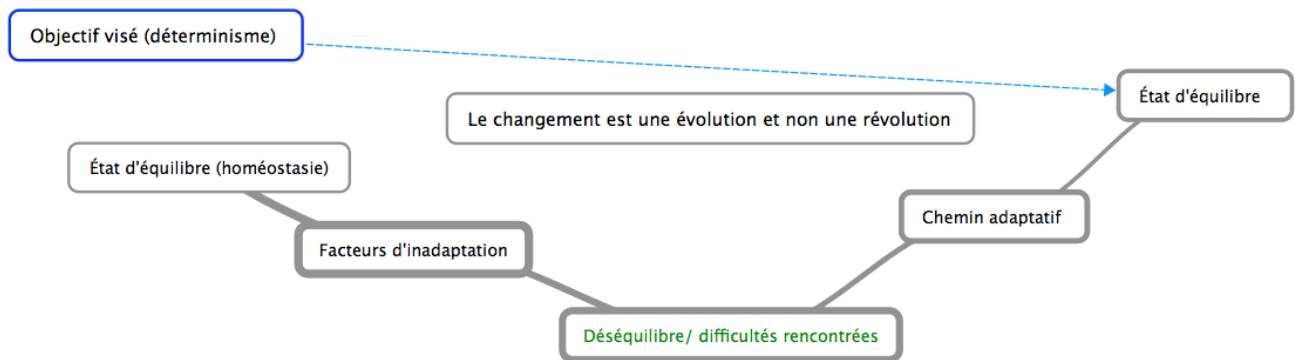 Objectif visé (déterminisme)
État d'équilibre
Le changement est une évolution et non une révolution
État d'équilibre (homéostasie)
Chemin adaptatif
Facteurs d'inadaptation
Déséquilibre/ difficultés rencontrées